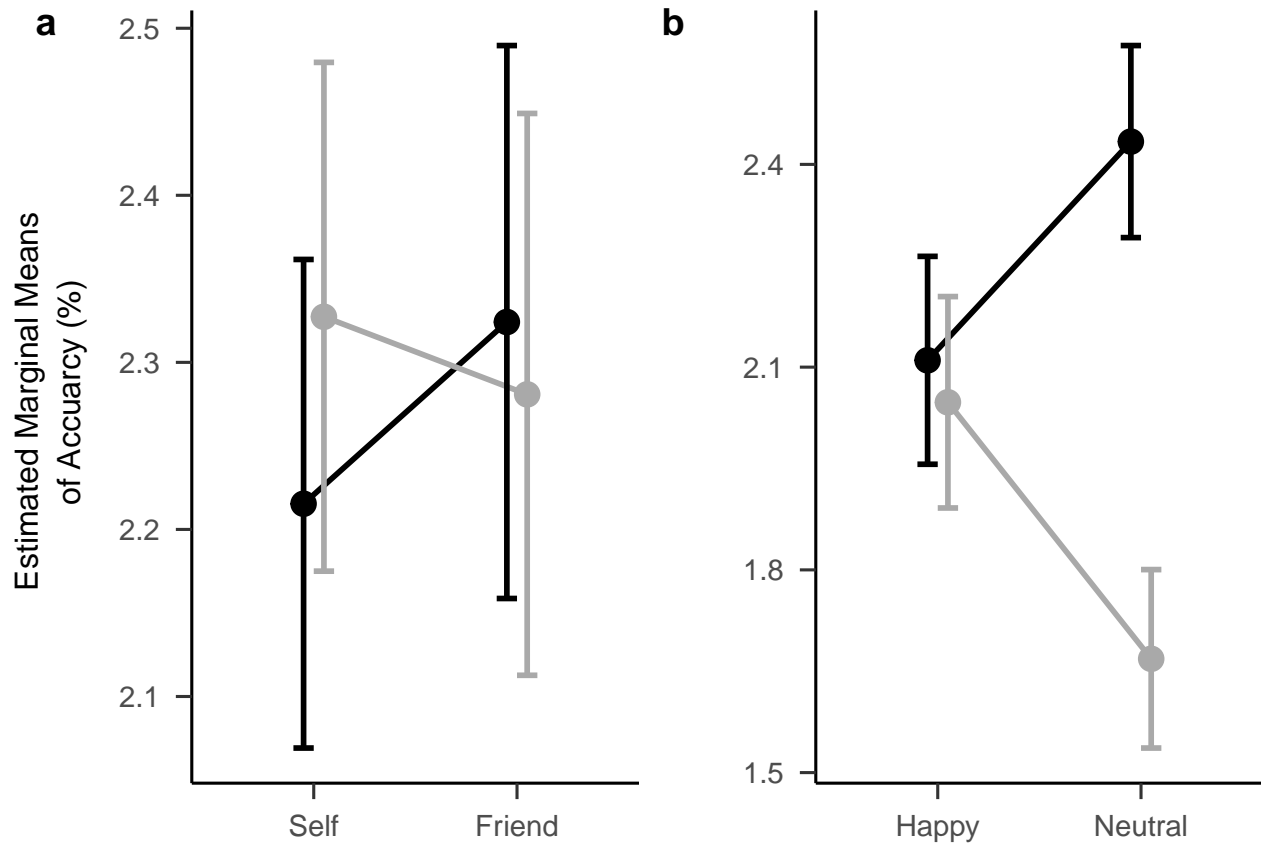 a
Estimated Marginal Means
of Accuarcy (%)
2.5
2.4
2.3
2.2
2.1
Self Friend
b
2.4
2.1
1.8
1.5
Happy Neutral